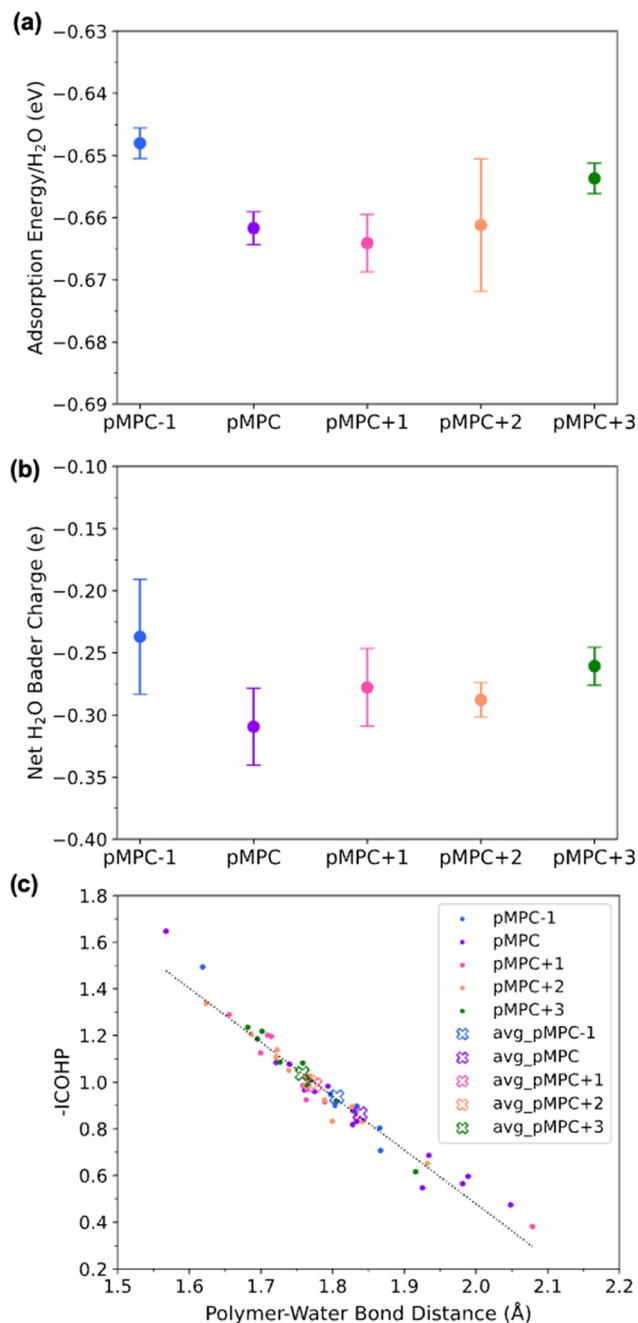 (a)
Adsorption Energy/H₂O (eV)
−0.63
−0.64
−0.65
−0.66
−0.67
−0.68
−0.69
pMPC-1 pMPC pMPC+1 pMPC+2 pMPC+3
(b)
Net H₂O Bader Charge (e)
−0.10
−0.15
−0.20
−0.25
−0.30
−0.35
−0.40
pMPC-1 pMPC pMPC+1 pMPC+2 pMPC+3
(c)
-ICOHP
1.8
1.6
1.4
1.2
1.0
0.8
0.6
0.4
0.2
pMPC-1
pMPC
pMPC+1
pMPC+2
pMPC+3
avg_pMPC-1
avg_pMPC
avg_pMPC+1
avg_pMPC+2
avg_pMPC+3
1.5 1.6 1.7 1.8 1.9 2.0 2.1 2.2
Polymer-Water Bond Distance (Å)